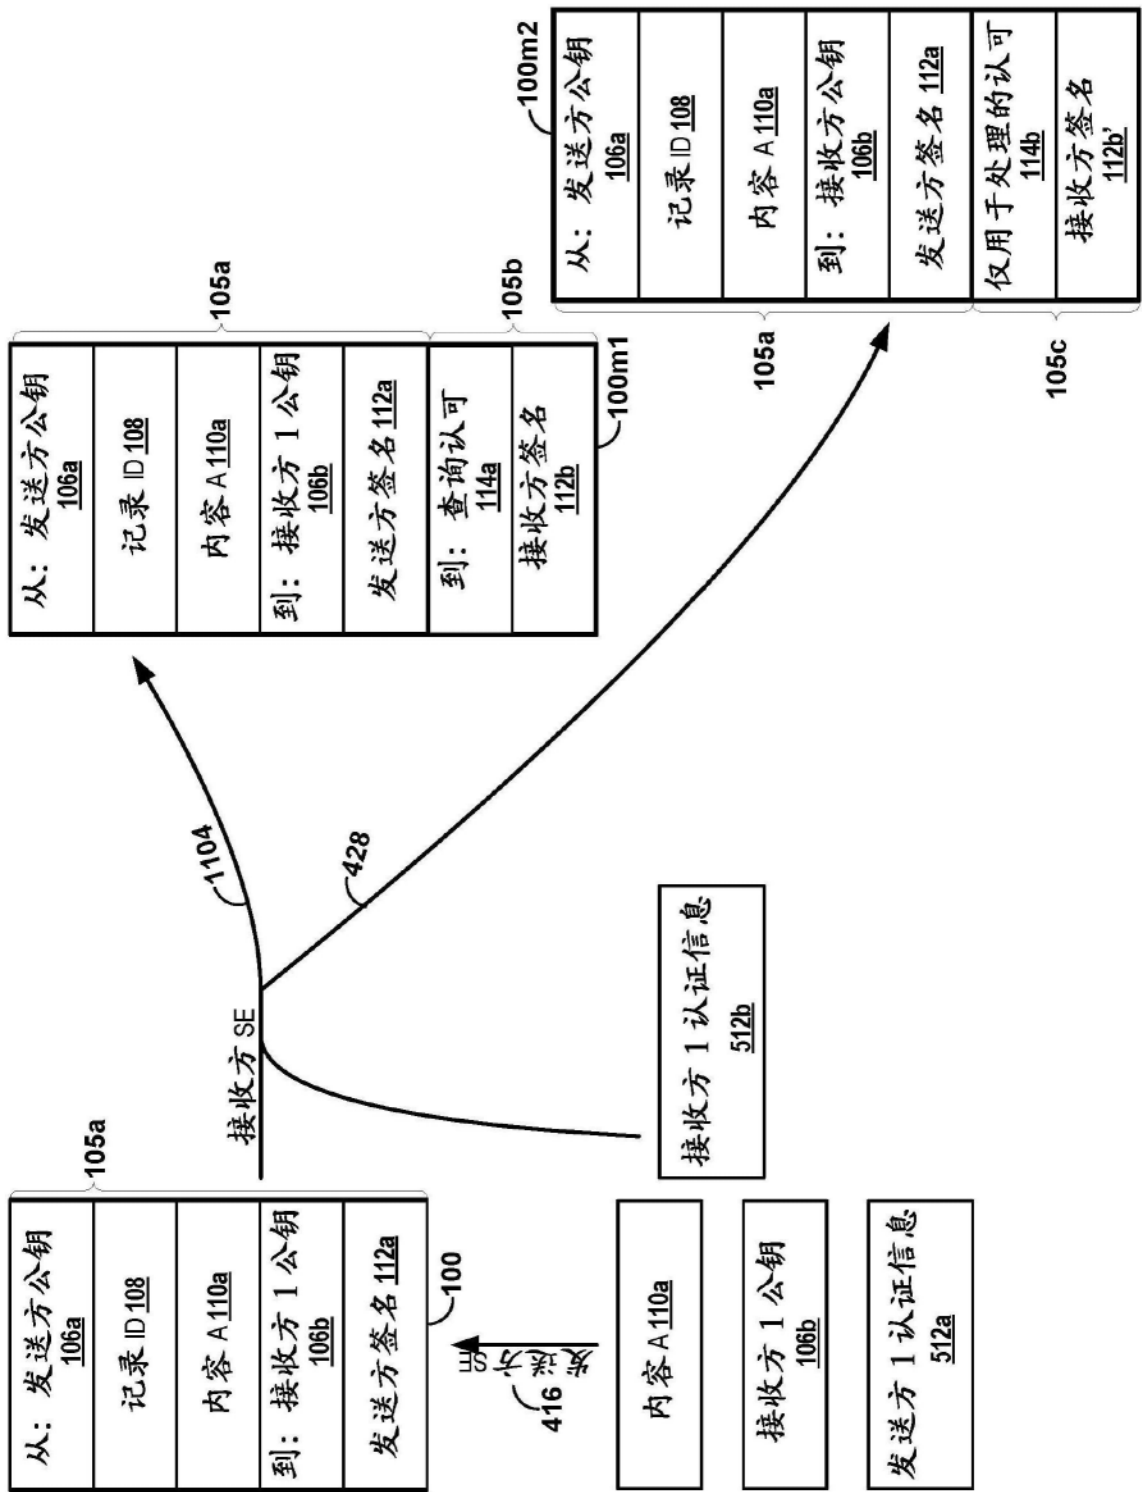 从：发送方公钥
106a
记录 ID 108
内容 A 110a
到：接收方 1 公钥
106b
发送方签名 112a
105a
100
416
发送方 SE
内容 A 110a
接收方 1 公钥
106b
发送方 1 认证信息
512a
接收方 SE
接收方 1 认证信息
512b
1104
428
从：发送方公钥
106a
记录 ID 108
内容 A 110a
到：接收方 1 公钥
106b
发送方签名 112a
到：查询认可
114a
接收方签名
112b
105a
105b
100m1
从：发送方公钥
106a
记录 ID 108
内容 A 110a
到：接收方公钥
106b
发送方签名 112a
仅用于处理的认可
114b
接收方签名
112b'
100m2
105a
105c